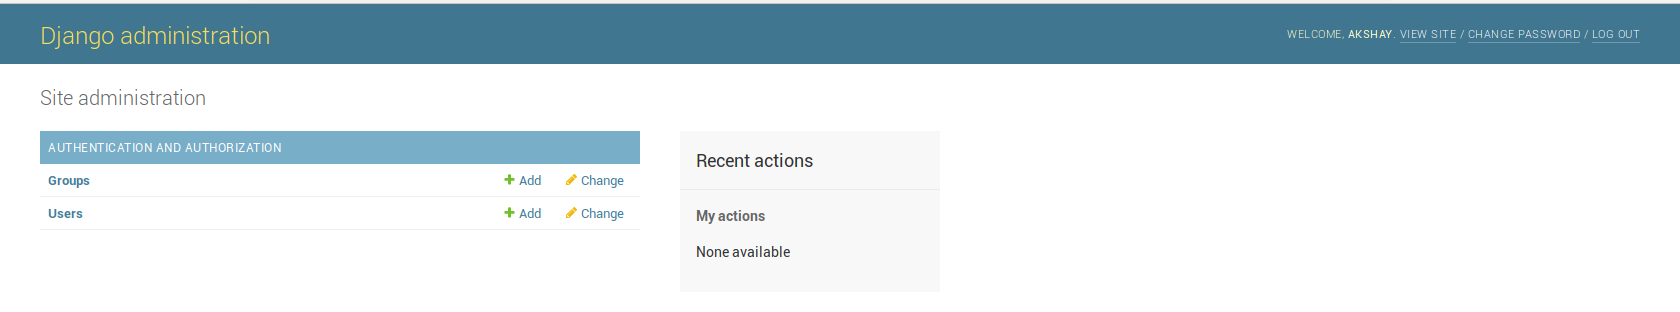 Django administration
WELCOME, AKSHAY. VIEW SITE / CHANGE PASSWORD / LOG OUT
Site administration
AUTHENTICATION AND AUTHORIZATION
Groups Add Change
Users Add Change
Recent actions
My actions
None available